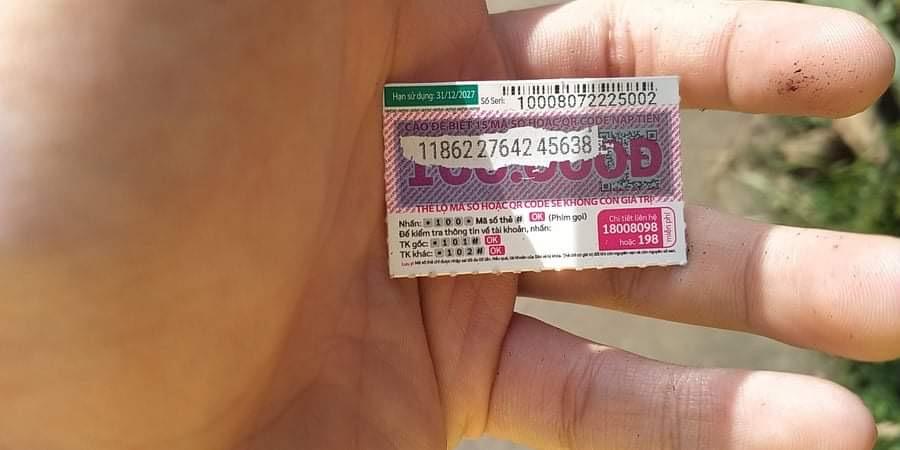 Hạn sử dụng: 31/12/2027
Số Seri: 10008072225002
CÀO ĐỂ BIẾT 15 MÃ SỐ HOẶC QR CODE NẠP TIỀN
11862 27642 45638
100.000Đ
THẺ LỘ MÃ SỐ HOẶC QR CODE SẼ KHÔNG CÒN GIÁ TRỊ
Nhấn: *100* Mã số thẻ # OK (Phím gọi)
Để kiểm tra thông tin về tài khoản, nhấn:
TK gốc: *101# OK
TK khác: *102# OK
Chi tiết liên hệ
18008098
hoặc 198
miễn phí